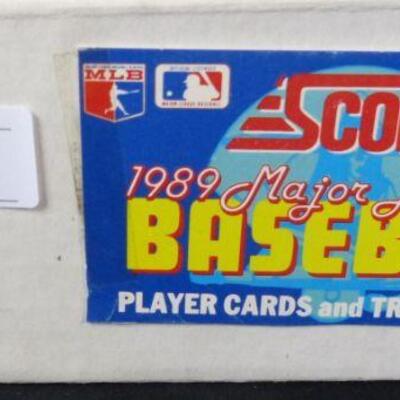 MLB
SCO
1989 Major
BASEB
PLAYER CARDS and TR